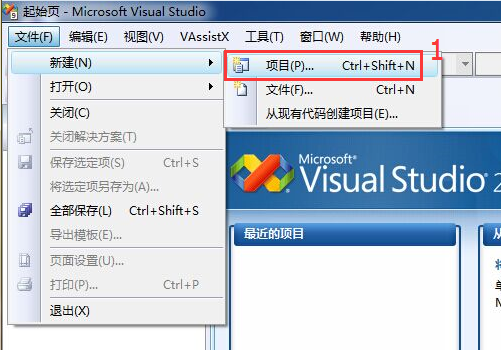 起始页 - Microsoft Visual Studio
文件(F) 编辑(E) 视图(V) VAssistX 工具(T) 窗口(W) 帮助(H)
新建(N)
打开(O)
关闭(C)
关闭解决方案(T)
保存选定项(S) Ctrl+S
将选定项另存为(A)...
全部保存(L) Ctrl+Shift+S
导出模板(E)...
页面设置(U)...
打印(P)... Ctrl+P
退出(X)
项目(P)... Ctrl+Shift+N
1
文件(F)... Ctrl+N
从现有代码创建项目(E)...
Microsoft®
Visual Studio® 2
最近的项目